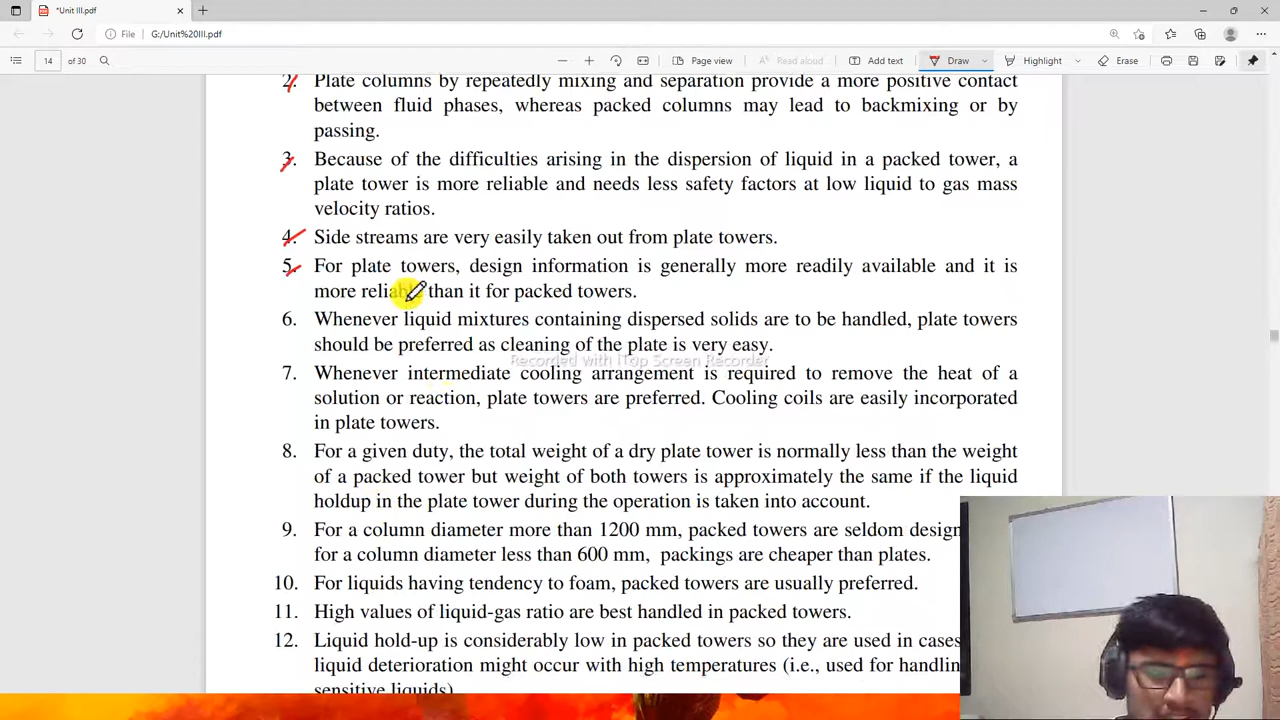 *Unit III.pdf
File G:/Unit%20III.pdf
14 of 30 Page view Read aloud Add text Draw Highlight Erase
2. Plate columns by repeatedly mixing and separation provide a more positive contact
between fluid phases, whereas packed columns may lead to backmixing or by
passing.
3. Because of the difficulties arising in the dispersion of liquid in a packed tower, a
plate tower is more reliable and needs less safety factors at low liquid to gas mass
velocity ratios.
4. Side streams are very easily taken out from plate towers.
5. For plate towers, design information is generally more readily available and it is
more reliable than it for packed towers.
6. Whenever liquid mixtures containing dispersed solids are to be handled, plate towers
should be preferred as cleaning of the plate is very easy.
Recorded with iTop Screen Recorder
7. Whenever intermediate cooling arrangement is required to remove the heat of a
solution or reaction, plate towers are preferred. Cooling coils are easily incorporated
in plate towers.
8. For a given duty, the total weight of a dry plate tower is normally less than the weight
of a packed tower but weight of both towers is approximately the same if the liquid
holdup in the plate tower during the operation is taken into account.
9. For a column diameter more than 1200 mm, packed towers are seldom design
for a column diameter less than 600 mm, packings are cheaper than plates.
10. For liquids having tendency to foam, packed towers are usually preferred.
11. High values of liquid-gas ratio are best handled in packed towers.
12. Liquid hold-up is considerably low in packed towers so they are used in cases
liquid deterioration might occur with high temperatures (i.e., used for handlin
sensitive liquids)